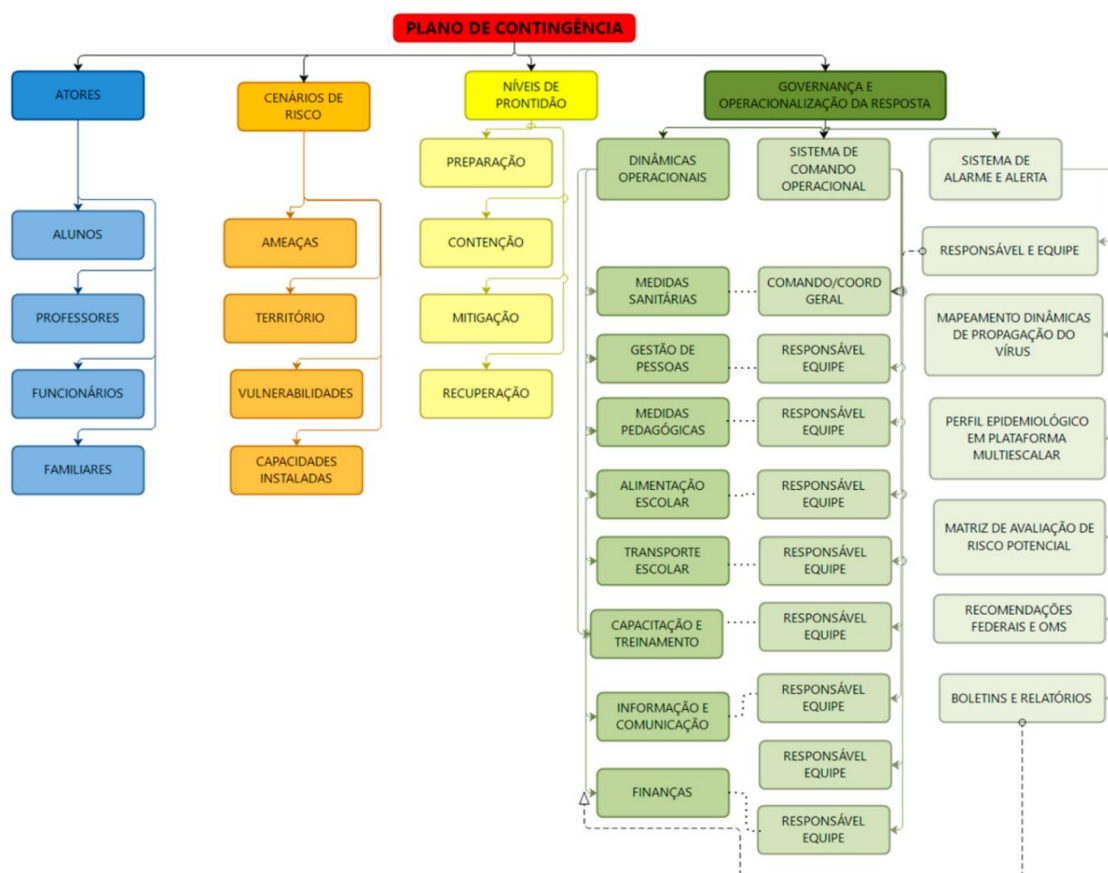 PLANO DE CONTINGÊNCIA
ATORES
ALUNOS
PROFESSORES
FUNCIONÁRIOS
FAMILIARES
CENÁRIOS DE
RISCO
AMEAÇAS
TERRITÓRIO
VULNERABILIDADES
CAPACIDADES
INSTALADAS
NÍVEIS DE
PRONTIDÃO
PREPARAÇÃO
CONTENÇÃO
MITIGAÇÃO
RECUPERAÇÃO
GOVERNANÇA E
OPERACIONALIZAÇÃO DA RESPOSTA
DINÂMICAS
OPERACIONAIS
MEDIDAS
SANITÁRIAS
GESTÃO DE
PESSOAS
MEDIDAS
PEDAGÓGICAS
ALIMENTAÇÃO
ESCOLAR
TRANSPORTE
ESCOLAR
CAPACITAÇÃO E
TREINAMENTO
INFORMAÇÃO E
COMUNICAÇÃO
FINANÇAS
SISTEMA DE
COMANDO
OPERACIONAL
COMANDO/COORD
GERAL
RESPONSÁVEL
EQUIPE
RESPONSÁVEL
EQUIPE
RESPONSÁVEL
EQUIPE
RESPONSÁVEL
EQUIPE
RESPONSÁVEL
EQUIPE
RESPONSÁVEL
EQUIPE
RESPONSÁVEL
EQUIPE
RESPONSÁVEL
EQUIPE
SISTEMA DE
ALARME E ALERTA
RESPONSÁVEL E EQUIPE
MAPEAMENTO DINÂMICAS
DE PROPAGAÇÃO DO
VÍRUS
PERFIL EPIDEMIOLÓGICO
EM PLATAFORMA
MULTIESCALAR
MATRIZ DE AVALIAÇÃO DE
RISCO POTENCIAL
RECOMENDAÇÕES
FEDERAIS E OMS
BOLETINS E RELATÓRIOS